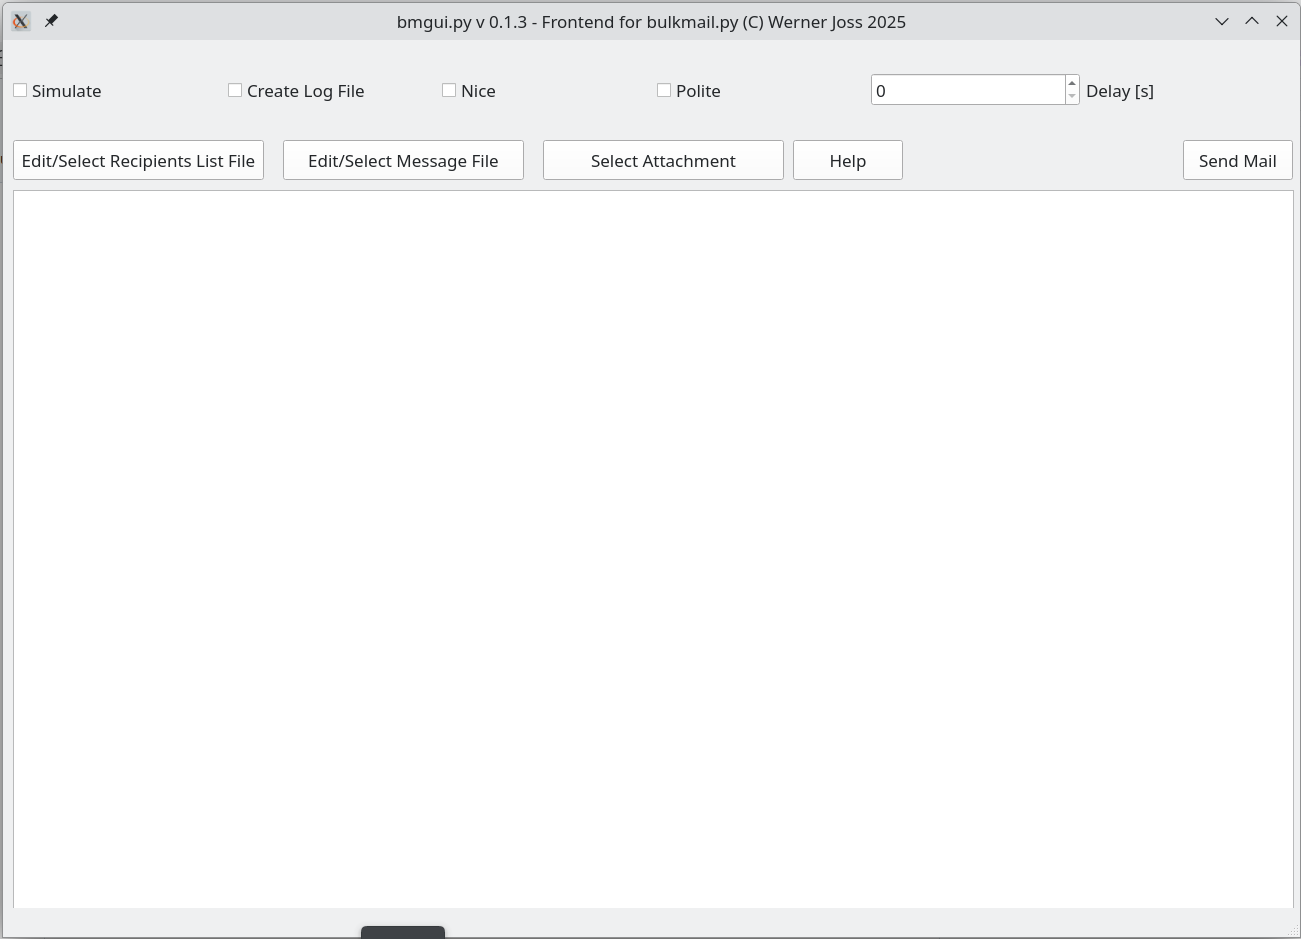 bmgui.py v 0.1.3 - Frontend for bulkmail.py (C) Werner Joss 2025
Simulate Create Log File Nice Polite 0 Delay [s]
Edit/Select Recipients List File Edit/Select Message File Select Attachment Help Send Mail